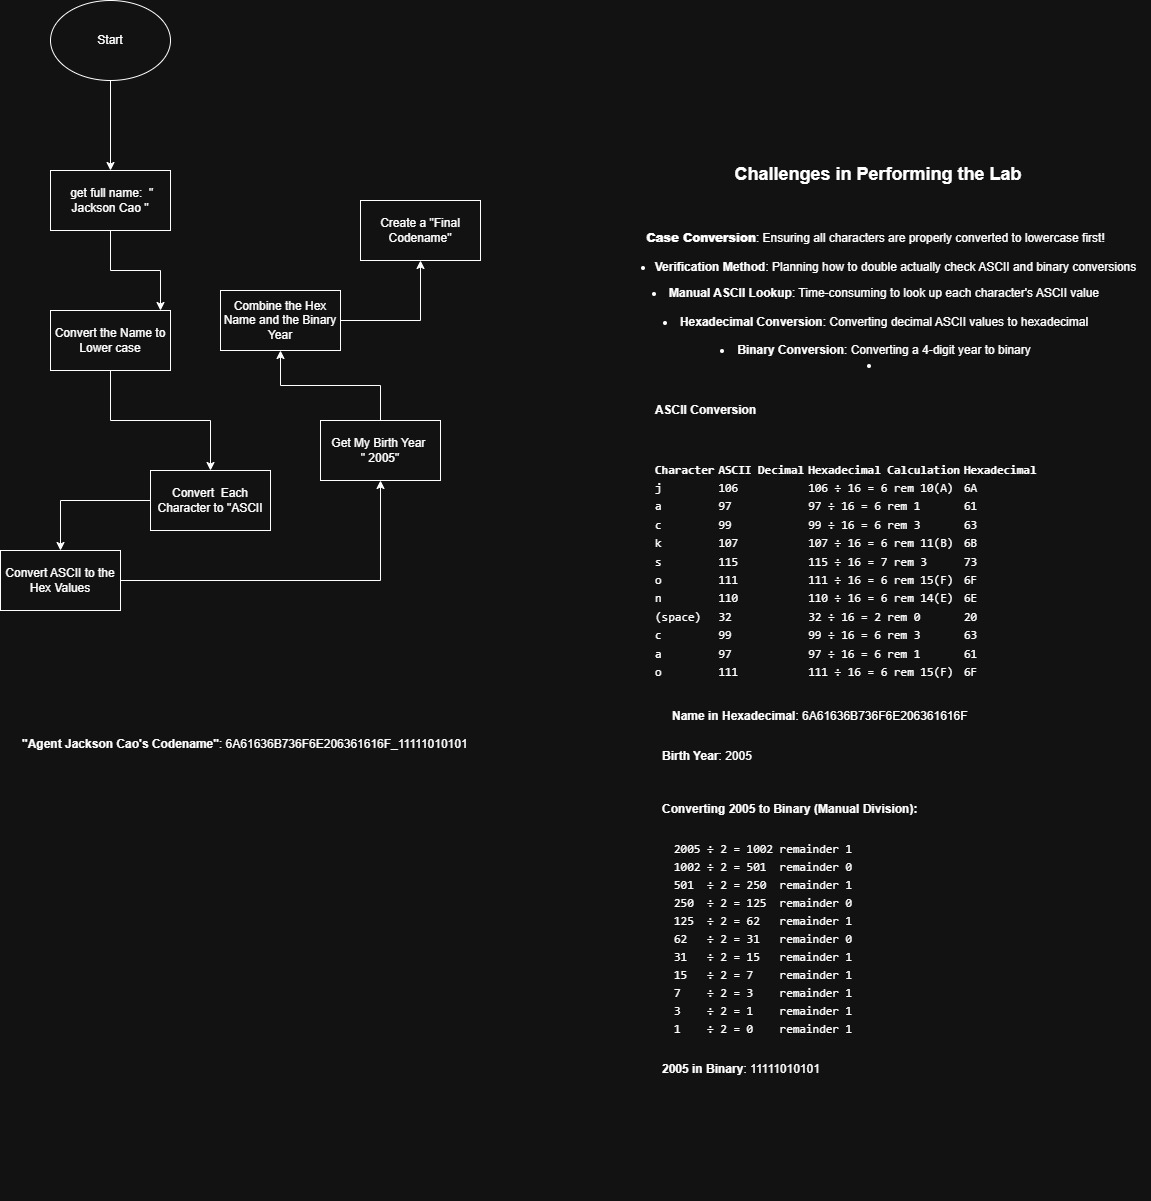 Start
get full name:  "
Jackson Cao "
Convert the Name to
Lower case
Convert  Each
Character to "ASCII
Convert ASCII to the
Hex Values
Get My Birth Year
" 2005"
Combine the Hex
Name and the Binary
Year
Create a "Final
Codename"
"Agent Jackson Cao's Codename": 6A61636B736F6E206361616F_11111010101
Challenges in Performing the Lab
Case Conversion: Ensuring all characters are properly converted to lowercase first!
• Verification Method: Planning how to double actually check ASCII and binary conversions
• Manual ASCII Lookup: Time-consuming to look up each character's ASCII value
• Hexadecimal Conversion: Converting decimal ASCII values to hexadecimal
• Binary Conversion: Converting a 4-digit year to binary
•
ASCII Conversion
Character ASCII Decimal Hexadecimal Calculation Hexadecimal
j 106 106 ÷ 16 = 6 rem 10(A) 6A
a 97 97 ÷ 16 = 6 rem 1 61
c 99 99 ÷ 16 = 6 rem 3 63
k 107 107 ÷ 16 = 6 rem 11(B) 6B
s 115 115 ÷ 16 = 7 rem 3 73
o 111 111 ÷ 16 = 6 rem 15(F) 6F
n 110 110 ÷ 16 = 6 rem 14(E) 6E
(space) 32 32 ÷ 16 = 2 rem 0 20
c 99 99 ÷ 16 = 6 rem 3 63
a 97 97 ÷ 16 = 6 rem 1 61
o 111 111 ÷ 16 = 6 rem 15(F) 6F
Name in Hexadecimal: 6A61636B736F6E206361616F
Birth Year: 2005
Converting 2005 to Binary (Manual Division):
2005 ÷ 2 = 1002 remainder 1
1002 ÷ 2 = 501 remainder 0
501 ÷ 2 = 250 remainder 1
250 ÷ 2 = 125 remainder 0
125 ÷ 2 = 62 remainder 1
62 ÷ 2 = 31 remainder 0
31 ÷ 2 = 15 remainder 1
15 ÷ 2 = 7 remainder 1
7 ÷ 2 = 3 remainder 1
3 ÷ 2 = 1 remainder 1
1 ÷ 2 = 0 remainder 1
2005 in Binary: 11111010101